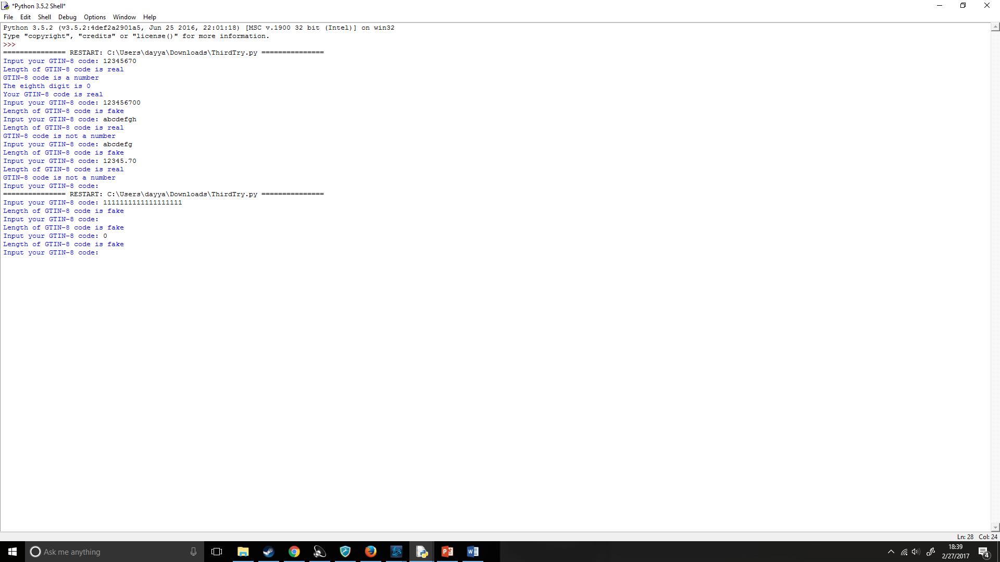 *Python 3.5.2 Shell*
File Edit Shell Debug Options Window Help
Python 3.5.2 (v3.5.2:4def2a2901a5, Jun 25 2016, 22:01:18) [MSC v.1900 32 bit (Intel)] on win32
Type "copyright", "credits" or "license()" for more information.
>>>
=============== RESTART: C:\Users\dayya\Downloads\ThirdTry.py ===============
Input your GTIN-8 code: 12345670
Length of GTIN-8 code is real
GTIN-8 code is a number
The eighth digit is 0
Your GTIN-8 code is real
Input your GTIN-8 code: 123456700
Length of GTIN-8 code is fake
Input your GTIN-8 code: abcdefgh
Length of GTIN-8 code is real
GTIN-8 code is not a number
Input your GTIN-8 code: abcdefg
Length of GTIN-8 code is fake
Input your GTIN-8 code: 12345.70
Length of GTIN-8 code is real
GTIN-8 code is not a number
Input your GTIN-8 code:
=============== RESTART: C:\Users\dayya\Downloads\ThirdTry.py ===============
Input your GTIN-8 code: 1111111111111111111
Length of GTIN-8 code is fake
Input your GTIN-8 code:
Length of GTIN-8 code is fake
Input your GTIN-8 code: 0
Length of GTIN-8 code is fake
Input your GTIN-8 code:
Ln: 28 Col: 24
Ask me anything
18:39
2/27/2017
4